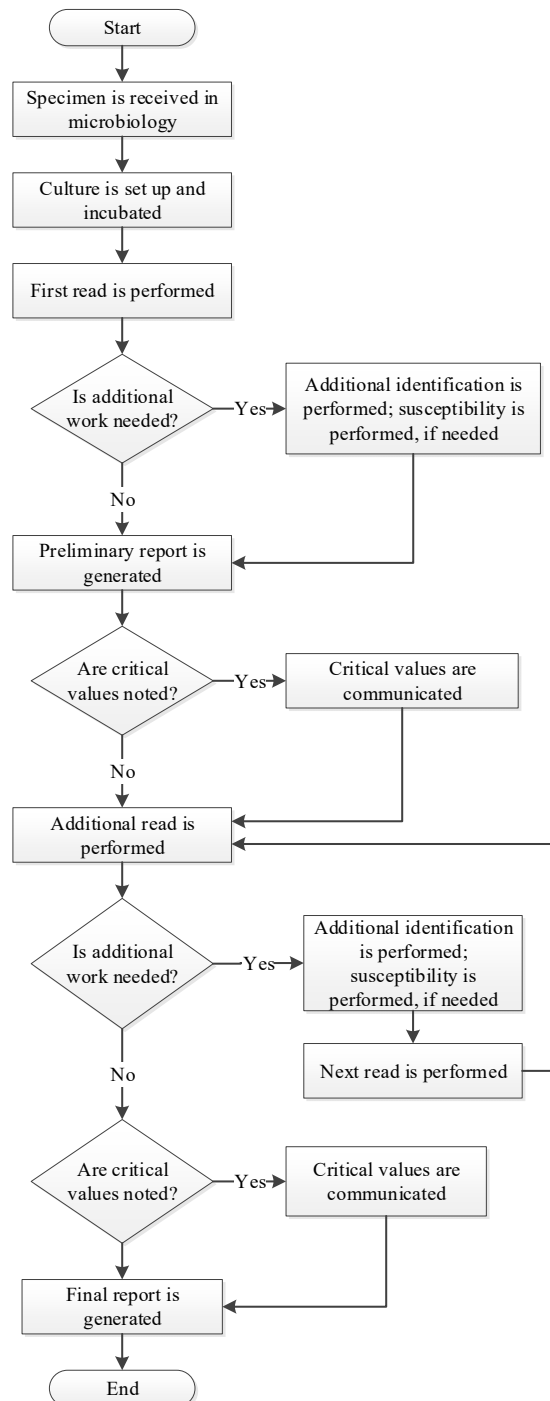 Start
Specimen is received in
microbiology
Culture is set up and
incubated
First read is performed
Is additional
work needed?
Yes
Additional identification is
performed; susceptibility is
performed, if needed
No
Preliminary report is
generated
Are critical
values noted?
Yes
Critical values are
communicated
No
Additional read is
performed
Is additional
work needed?
Yes
Additional identification
is performed;
susceptibility is
performed, if needed
Next read is performed
No
Are critical
values noted?
Yes
Critical values are
communicated
Final report is
generated
End